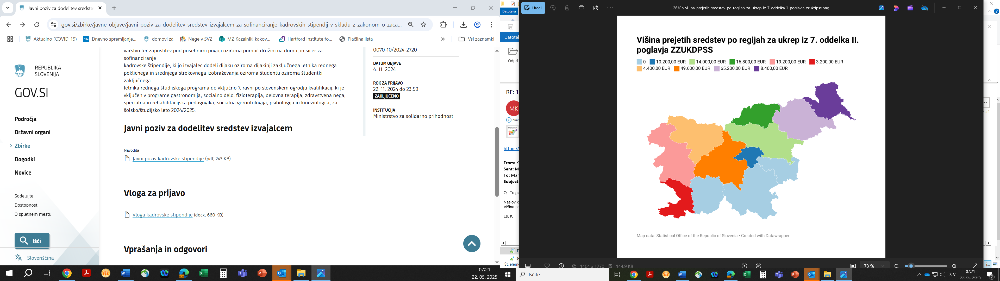 Javni poziv za dodelitev sredste
gov.si/zbirke/javne-objave/javni-poziv-za-dodelitev-sredstev-izvajalcem-za-sofinanciranje-kadrovskih-stipendij-v-skladu-z-zakonom-o-zaca...
Aktualno (COVID-19)
Dnevno spremljanje...
domovi za
Nege v SVZ
MZ Kazalniki kakov...
Hartford Institute fo...
Plačilna lista
»
Vsi zaznamki
REPUBLIKA
SLOVENIJA
GOV.SI
Področja
Državni organi
Zbirke
Dogodki
Novice
Sodelujte
Dostopnost
O spletnem mestu
Išči
Slovenščina
varstvo ter zaposlitev pod posebnimi pogoji oziroma pomoč družini na domu, in sicer za
sofinanciranje
kadrovske štipendije, ki jo izvajalec dodeli dijaku oziroma dijakinji zaključnega letnika rednega
poklicnega in srednjega strokovnega izobraževanja oziroma študentu oziroma študentki
zaključnega
letnika rednega študijskega programa do vključno 7. ravni po slovenskem ogrodju kvalifikacij, ki je
vključen v programe gastronomija, socialno delo, fizioterapija, delovna terapija, zdravstvena nega,
specialna in rehabilitacijska pedagogika, socialna gerontologija, psihologija in kineziologija, za
šolsko/študijsko leto 2024/2025.
Javni poziv za dodelitev sredstev izvajalcem
Navodila
Javni poziv kadrovske stipendije (pdf, 243 KB)
Vloga za prijavo
Vloga kadrovske stipendije (docx, 660 KB)
Vprašanja in odgovori
0070-10/2024-2720
DATUM OBJAVE
4. 11. 2024
ROK ZA PRIJAVO
22. 11. 2024 do 23.59
ZAKLJUČENO
INSTITUCIJA
Ministrstvo za solidarno prihodnost
07:21
22. 05. 2025
Datoteka
Datotek
Odpri
RE: 1
MK
Nav
https://
From: K
Sent: M
To: Mar
Subject:
Oj. Tu gle
Naslov ka
Višina pr
Lp, K
Št. eleme
Uredi
26JGh-vi-ina-prejetih-sredstev-po-regijah-za-ukrep-iz-7-oddelka-ii-poglavja-zzukdpss.png
Višina prejetih sredstev po regijah za ukrep iz 7. oddelka II.
poglavja ZZUKDPSS
0 10.200,00 EUR 14.000,00 EUR 16.800,00 EUR 19.200,00 EUR 3.200,00 EUR
4.400,00 EUR 49.600,00 EUR 65.200,00 EUR 8.400,00 EUR
Map data: Statistical Office of the Republic of Slovenia • Created with Datawrapper
1404 x 1270 144.9 KB
73 %
3:54
Iščite
SLV
07:21
22. 05. 2025
7